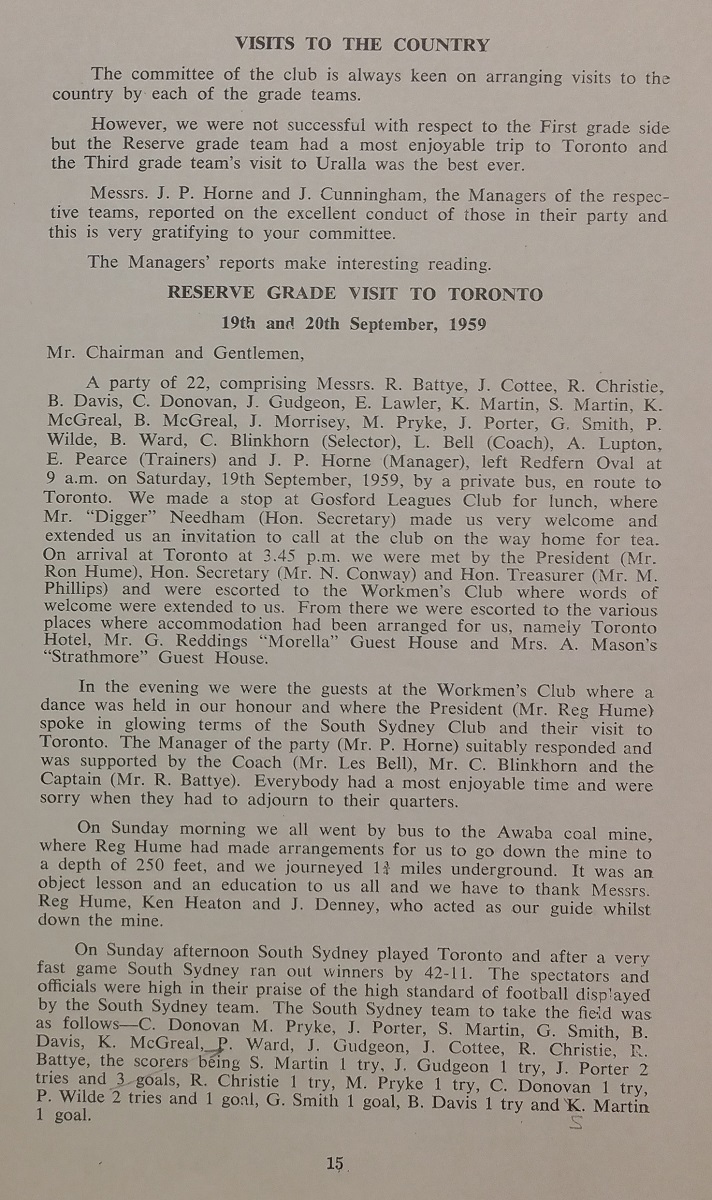 VISITS TO THE COUNTRY
The committee of the club is always keen on arranging visits to the
country by each of the grade teams.
However, we were not successful with respect to the First grade side
but the Reserve grade team had a most enjoyable trip to Toronto and
the Third grade team's visit to Uralla was the best ever.
Messrs. J. P. Horne and J. Cunningham, the Managers of the respec-
tive teams, reported on the excellent conduct of those in their party and
this is very gratifying to your committee.
The Managers' reports make interesting reading.
RESERVE GRADE VISIT TO TORONTO
19th and 20th September, 1959
Mr. Chairman and Gentlemen,
A party of 22, comprising Messrs. R. Battye, J. Cottee, R. Christie,
B. Davis, C. Donovan, J. Gudgeon, E. Lawler, K. Martin, S. Martin, K.
McGreal, B. McGreal, J. Morrisey, M. Pryke, J. Porter, G. Smith, P.
Wilde, B. Ward, C. Blinkhorn (Selector), L. Bell (Coach), A. Lupton,
E. Pearce (Trainers) and J. P. Horne (Manager), left Redfern Oval at
9 a.m. on Saturday, 19th September, 1959, by a private bus, en route to
Toronto. We made a stop at Gosford Leagues Club for lunch, where
Mr. "Digger" Needham (Hon. Secretary) made us very welcome and
extended us an invitation to call at the club on the way home for tea.
On arrival at Toronto at 3.45 p.m. we were met by the President (Mr.
Ron Hume), Hon. Secretary (Mr. N. Conway) and Hon. Treasurer (Mr. M.
Phillips) and were escorted to the Workmen's Club where words of
welcome were extended to us. From there we were escorted to the various
places where accommodation had been arranged for us, namely Toronto
Hotel, Mr. G. Reddings "Morella" Guest House and Mrs. A. Mason's
"Strathmore" Guest House.
In the evening we were the guests at the Workmen's Club where a
dance was held in our honour and where the President (Mr. Reg Hume)
spoke in glowing terms of the South Sydney Club and their visit to
Toronto. The Manager of the party (Mr. P. Horne) suitably responded and
was supported by the Coach (Mr. Les Bell), Mr. C. Blinkhorn and the
Captain (Mr. R. Battye). Everybody had a most enjoyable time and were
sorry when they had to adjourn to their quarters.
On Sunday morning we all went by bus to the Awaba coal mine,
where Reg Hume had made arrangements for us to go down the mine to
a depth of 250 feet, and we journeyed 1¾ miles underground. It was an
object lesson and an education to us all and we have to thank Messrs.
Reg Hume, Ken Heaton and J. Denney, who acted as our guide whilst
down the mine.
On Sunday afternoon South Sydney played Toronto and after a very
fast game South Sydney ran out winners by 42-11. The spectators and
officials were high in their praise of the high standard of football displayed
by the South Sydney team. The South Sydney team to take the field was
as follows—C. Donovan M. Pryke, J. Porter, S. Martin, G. Smith, B.
Davis, K. McGreal, P. Ward, J. Gudgeon, J. Cottee, R. Christie, R.
Battye, the scorers being S. Martin 1 try, J. Gudgeon 1 try, J. Porter 2
tries and 3 goals, R. Christie 1 try, M. Pryke 1 try, C. Donovan 1 try,
P. Wilde 2 tries and 1 goal, G. Smith 1 goal, B. Davis 1 try and K. Martin
1 goal.
S
15